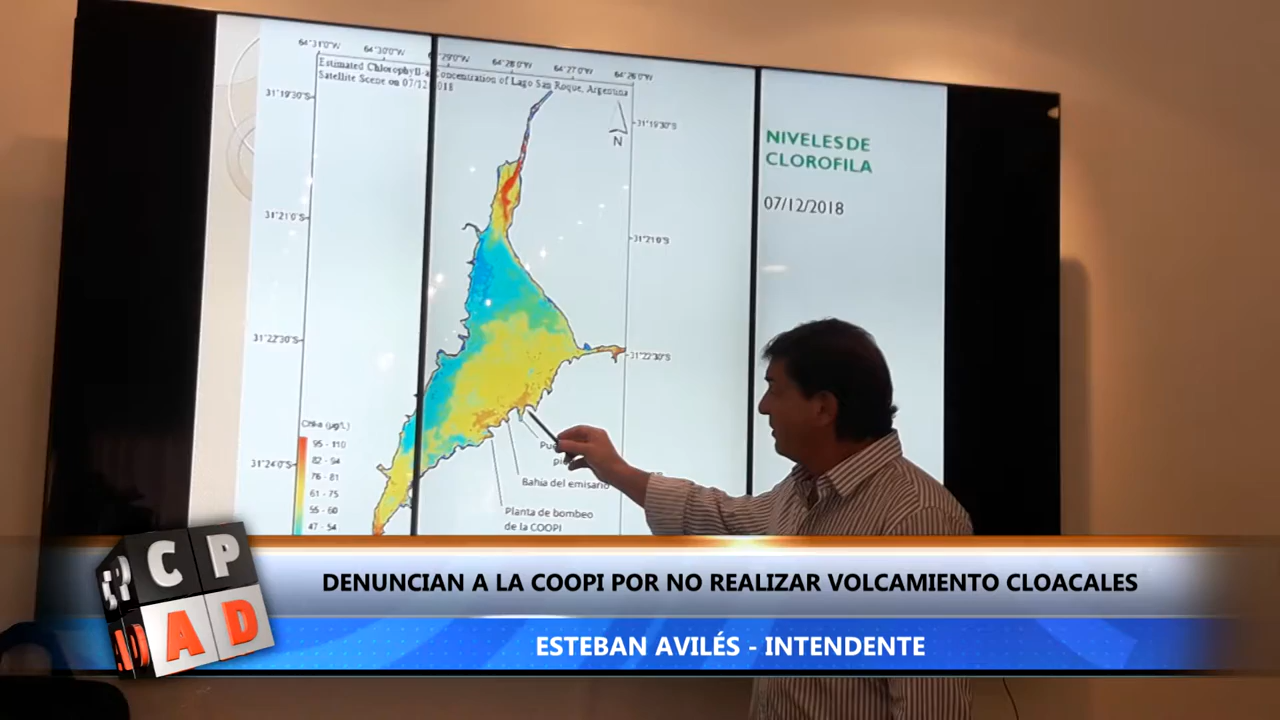 64°31'0"W 64°30'0"W 64°29'0"W 64°28'0"W 64°27'0"W 64°26'0"W
Estimated Chlorophyll-a Concentration of Lago San Roque, Argentina
Satellite Scene on 07/12/2018
31°19'30"S
31°19'30"S
N
NIVELES DE
CLOROFILA
07/12/2018
31°21'0"S
31°21'0"S
31°22'30"S
31°22'30"S
Chl-a (µg/L)
95 - 110
82 - 94
76 - 81
61 - 75
55 - 60
47 - 54
31°24'0"S
Bahía del emisario
Planta de bombeo
de la COOPI
CP
AD
DENUNCIAN A LA COOPI POR NO REALIZAR VOLCAMIENTO CLOACALES
ESTEBAN AVILÉS - INTENDENTE